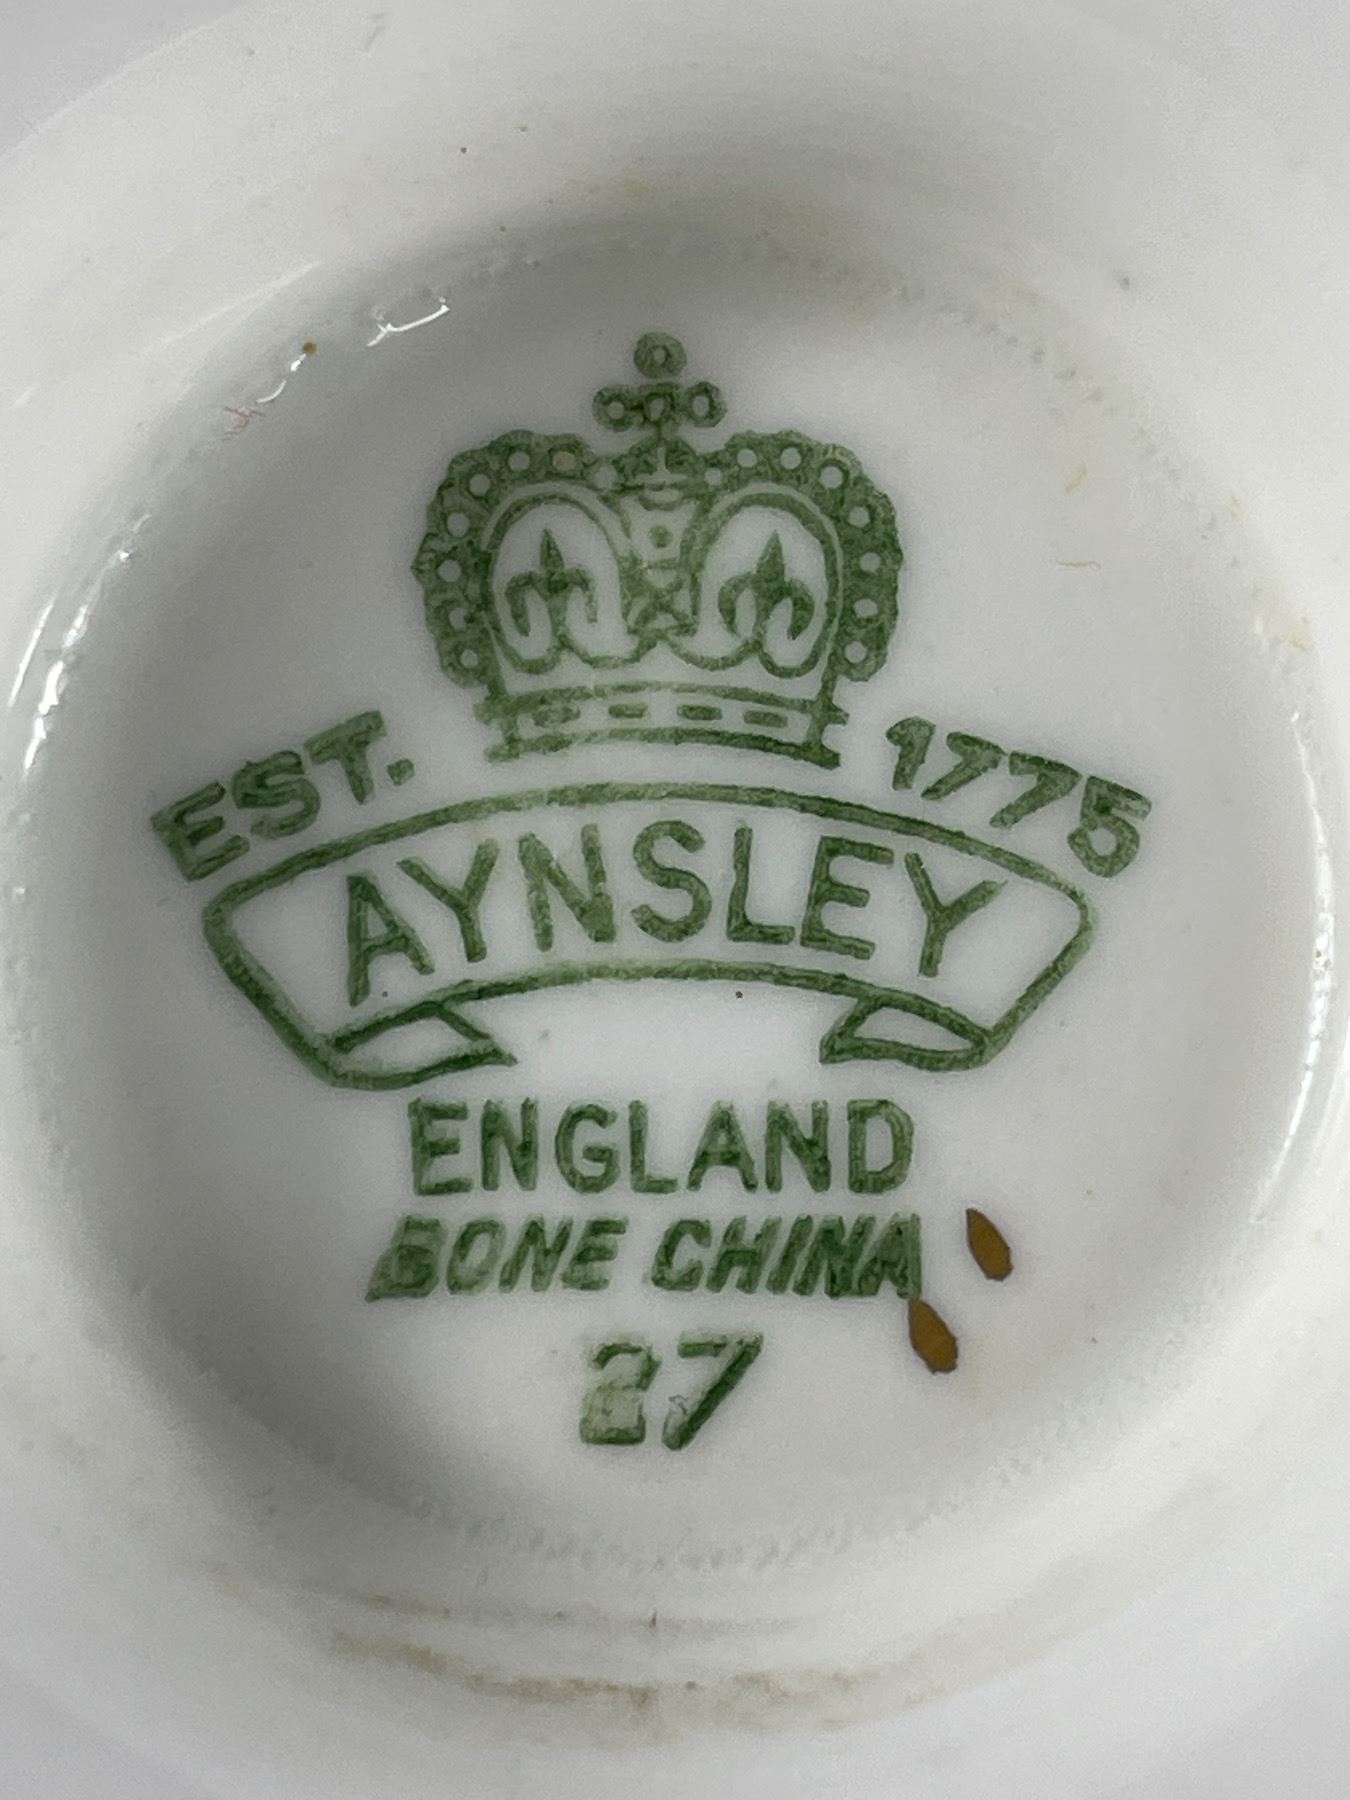 EST. 1775
AYNSLEY
ENGLAND
BONE CHINA
27